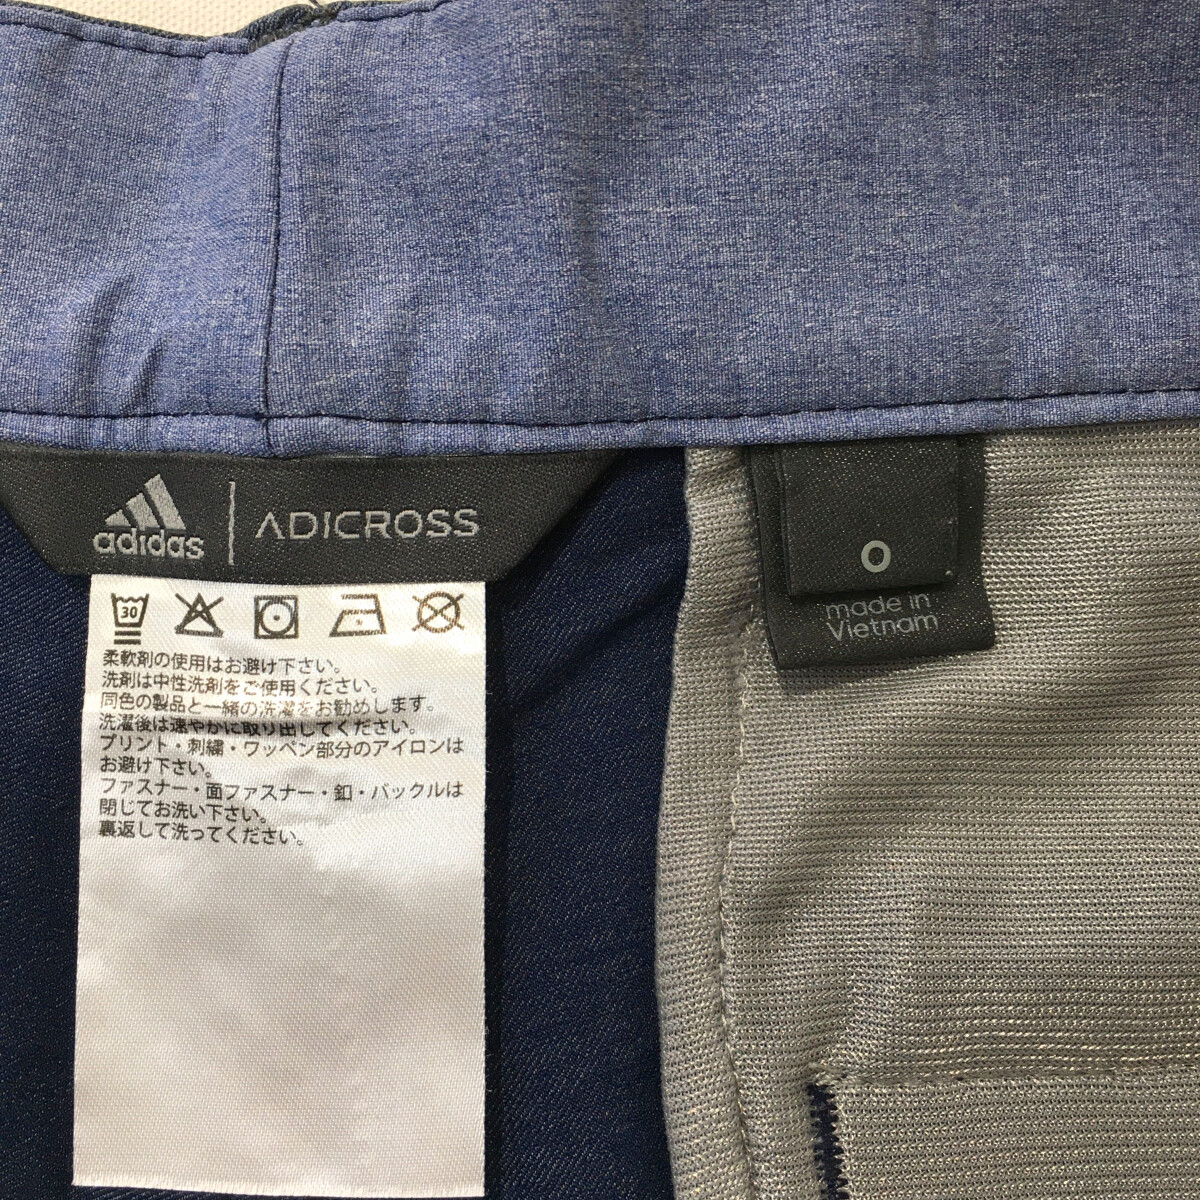 adidas | ADICROSS
30
柔軟剤の使用はお避け下さい。
洗剤は中性洗剤をご使用ください。
同色の製品と一緒の洗濯をお勧めします。
洗濯後は速やかに取り出してください。
プリント・刺繍・ワッペン部分のアイロンは
お避け下さい。
ファスナー・面ファスナー・釦・バックルは
閉じてお洗い下さい。
裏返して洗ってください。
O
made in
Vietnam